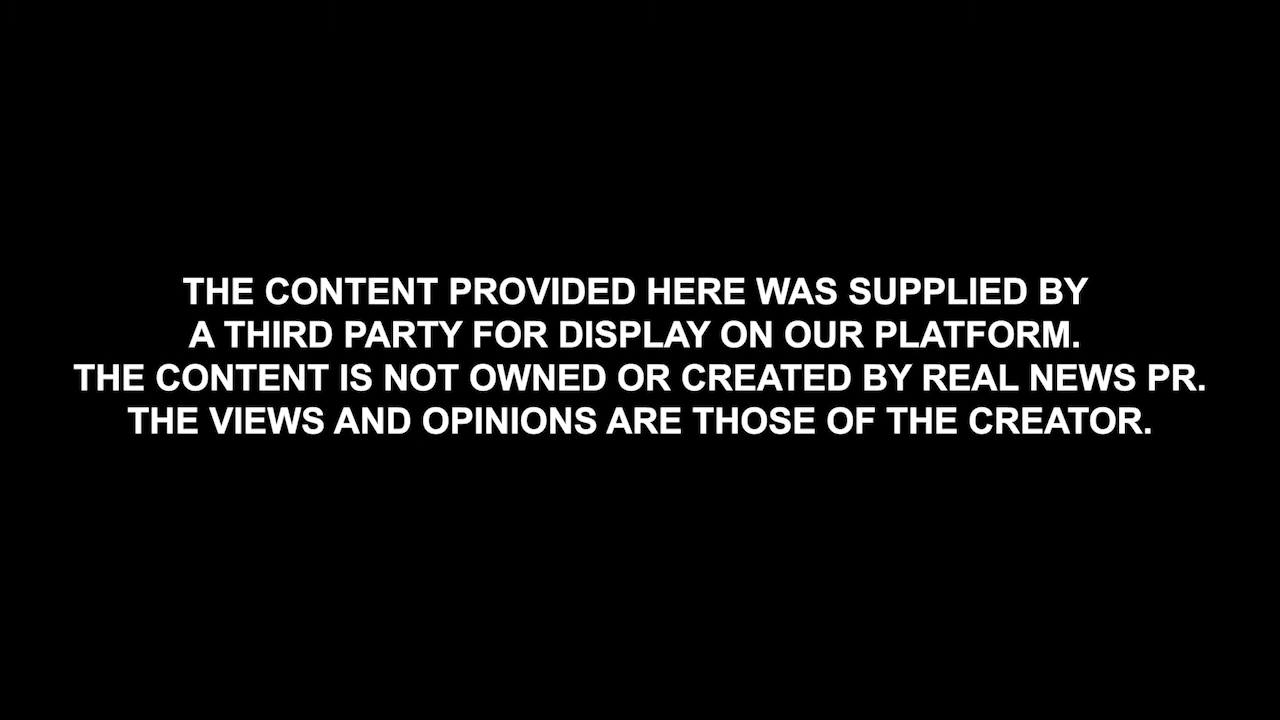 THE CONTENT PROVIDED HERE WAS SUPPLIED BY
A THIRD PARTY FOR DISPLAY ON OUR PLATFORM.
THE CONTENT IS NOT OWNED OR CREATED BY REAL NEWS PR.
THE VIEWS AND OPINIONS ARE THOSE OF THE CREATOR.